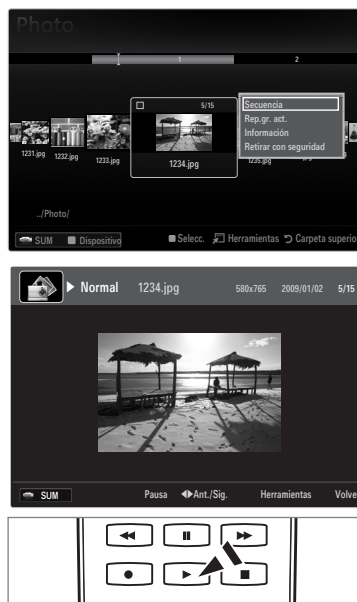 Photo
1 2
5/15
Secuencia
Rep.gr. act.
Información
Retirar con seguridad
1231.jpg 1232.jpg 1233.jpg 1234.jpg 1235.jpg
../Photo/
SUM Dispositivo Selecc. Herramientas Carpeta superio
Normal 1234.jpg 580x765 2009/01/02 5/15
SUM Pausa Ant./Sig. Herramientas Volve